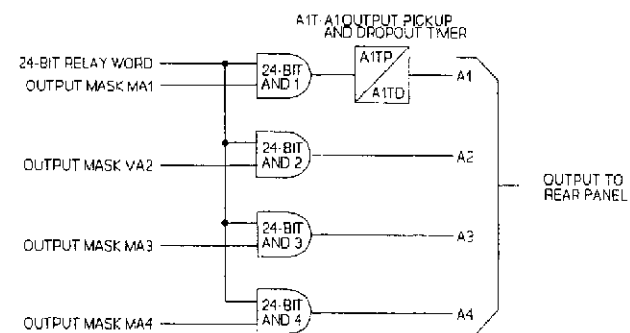 A1T-A1 OUTPUT PICKUP
AND DROPOUT TIMER
24-BIT RELAY WORD
OUTPUT MASK MA1
24-BIT
AND 1
A1TP
A1TD
A1
OUTPUT MASK VA2
24-BIT
AND 2
A2
OUTPUT TO
REAR PANEL
OUTPUT MASK MA3
24-BIT
AND 3
A3
OUTPUT MASK MA4
24-BIT
AND 4
A4